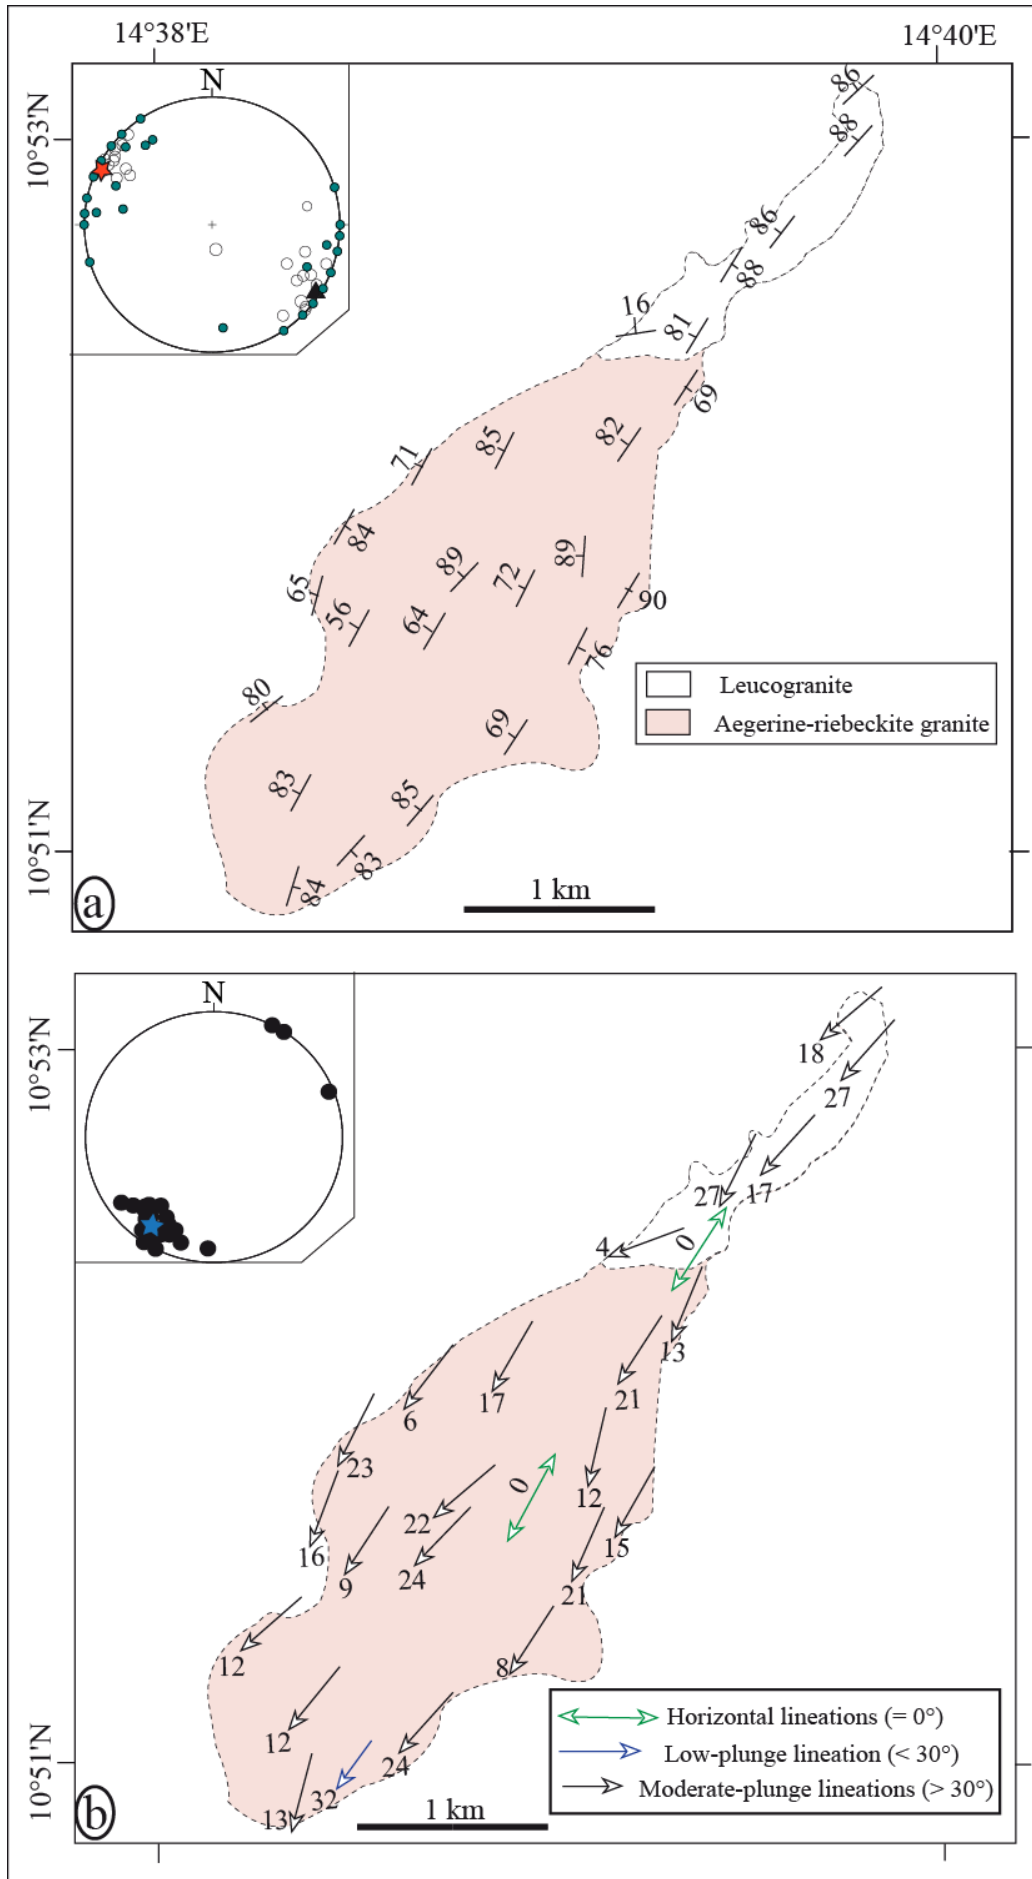 14°38'E
14°40'E
N
10°53'N
86
88
86
88
16
81
69
82
85
71
84
89
89
72
65
56
64
90
76
Leucogranite
80
69
Aegerine-riebeckite granite
83
85
10°51'N
83
84
1 km
a
N
10°53'N
18
27
27
17
4
0
13
17
21
6
23
0
12
22
15
16
9
24
21
12
8
Horizontal lineations (= 0°)
12
Low-plunge lineation (< 30°)
24
10°51'N
32
Moderate-plunge lineations (> 30°)
13
1 km
b